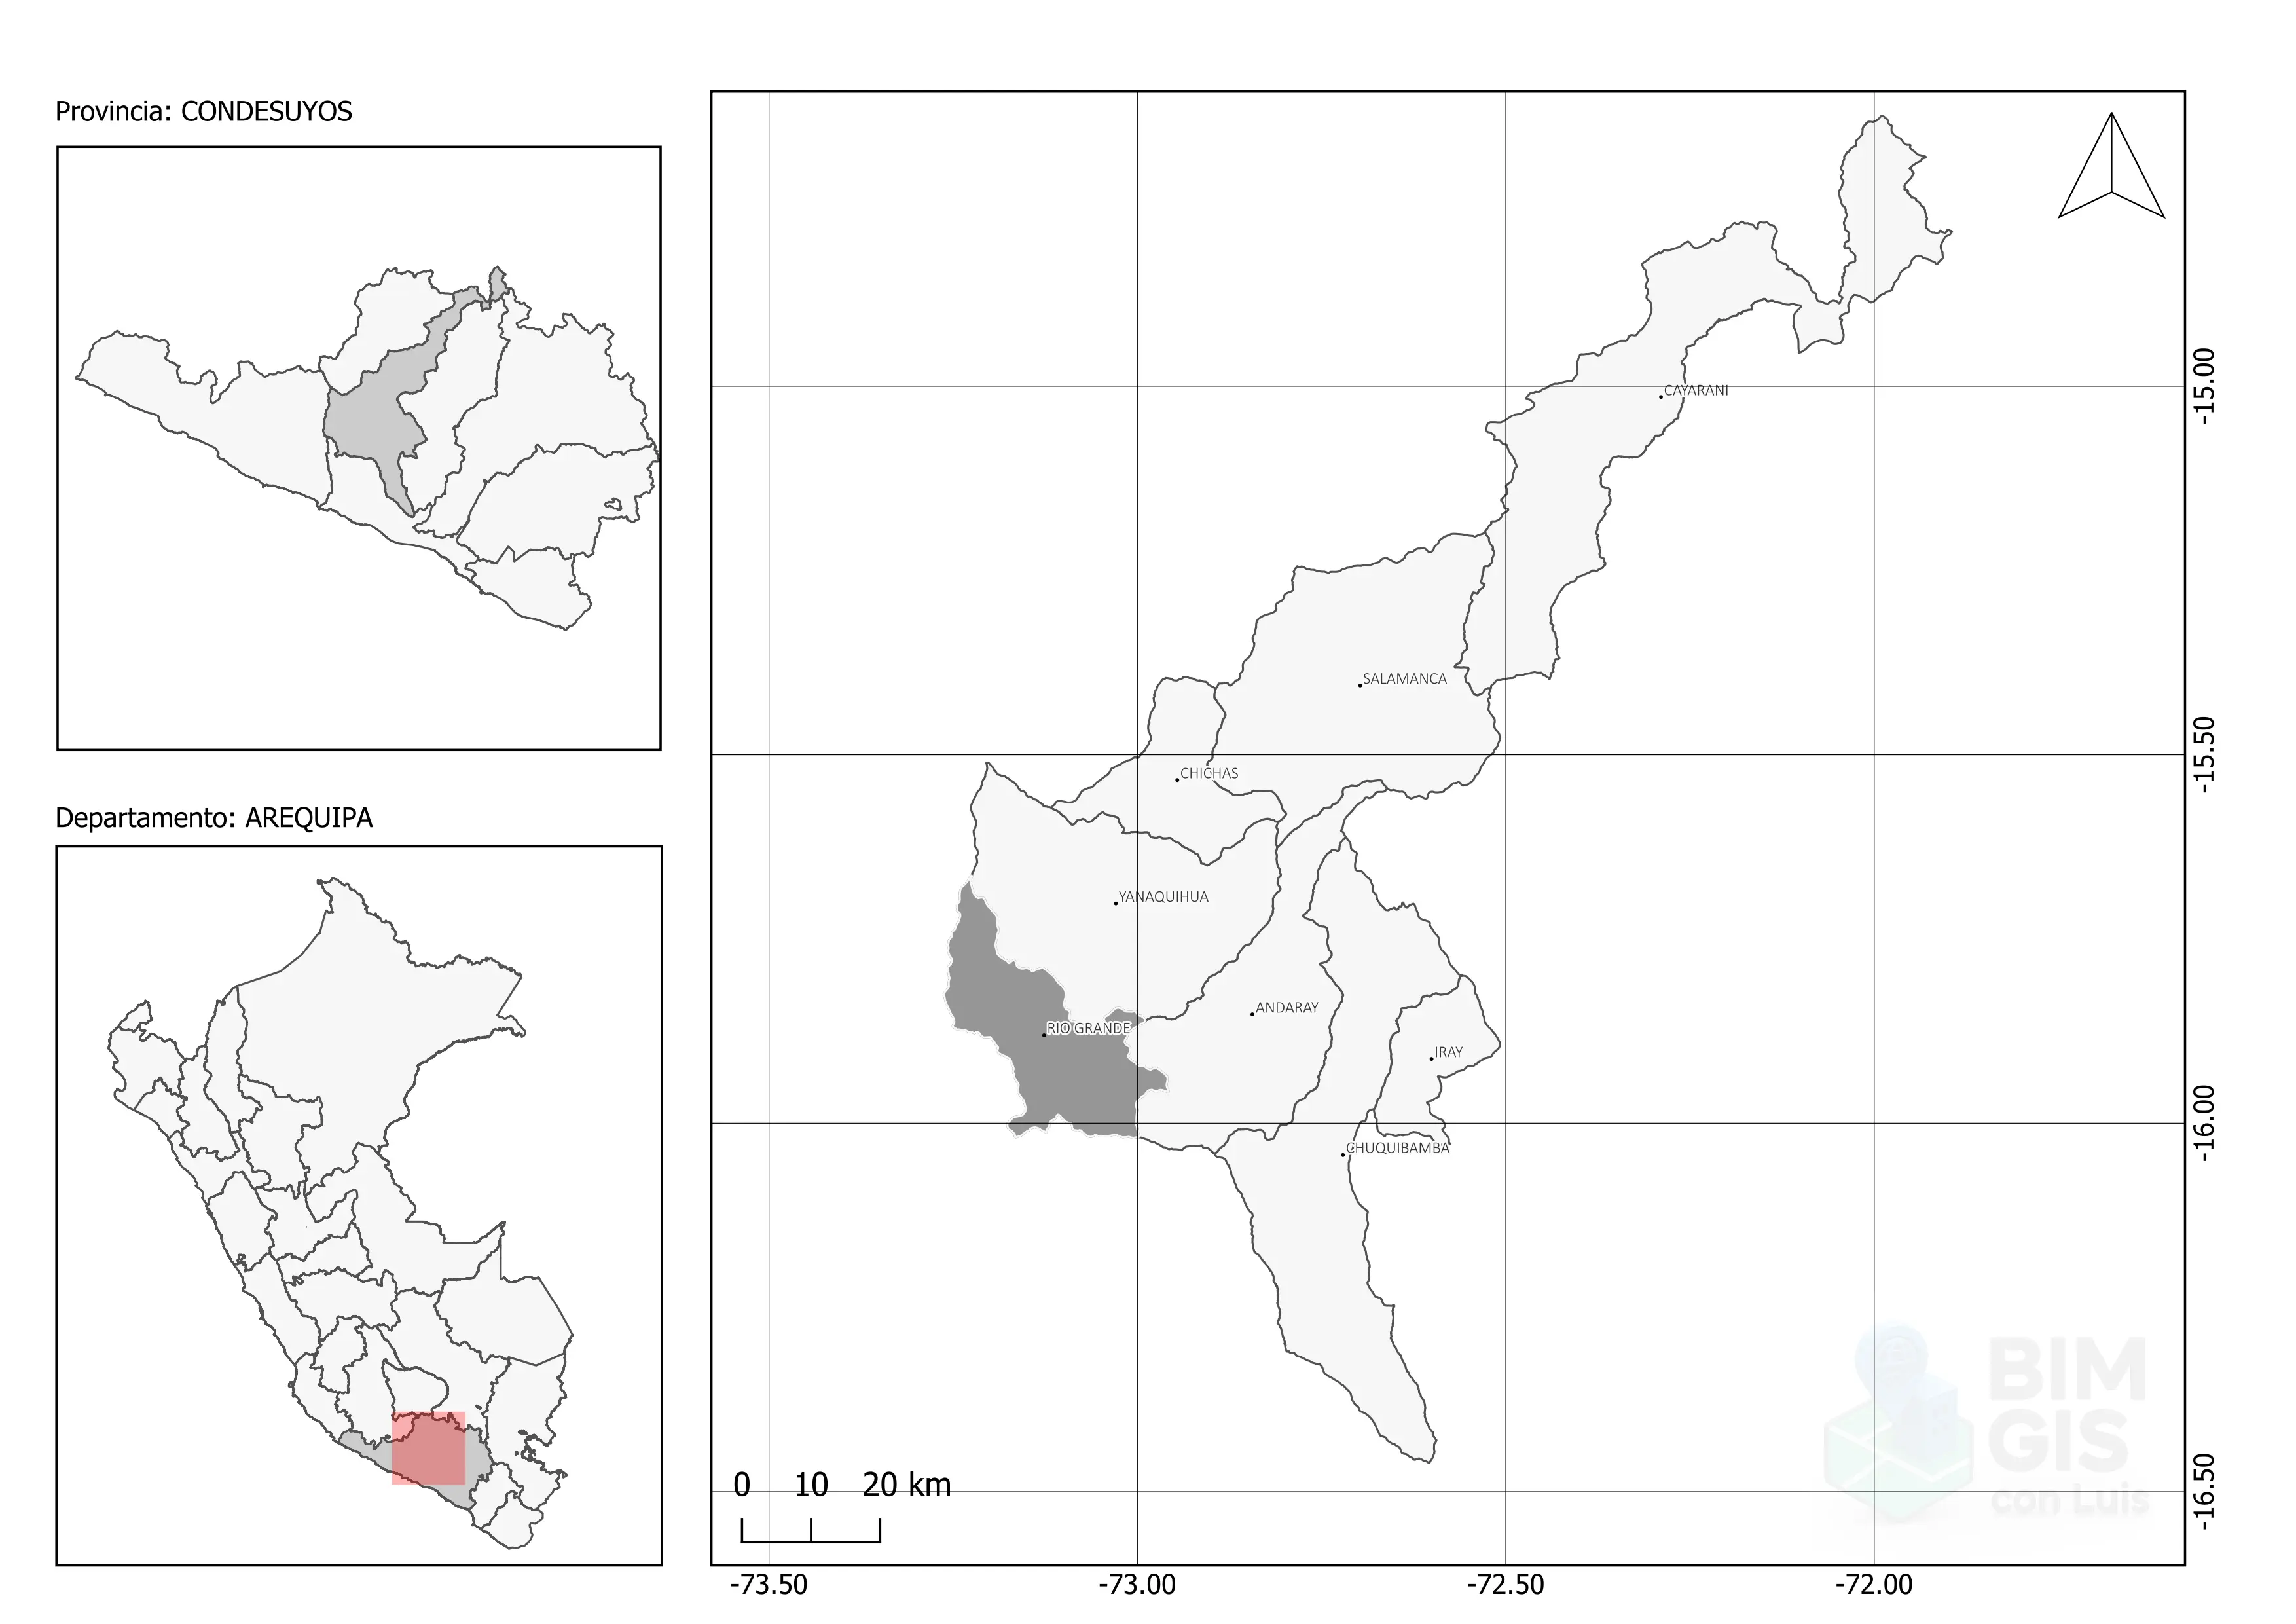 Provincia: CONDESUYOS
Departamento: AREQUIPA
CAYARANI
SALAMANCA
CHICHAS
YANAQUIHUA
ANDARAY
RIO GRANDE
IRAY
CHUQUIBAMBA
-15.00
-15.50
-16.00
-16.50
0 10 20 km
-73.50 -73.00 -72.50 -72.00
BIM
GIS
con Luis